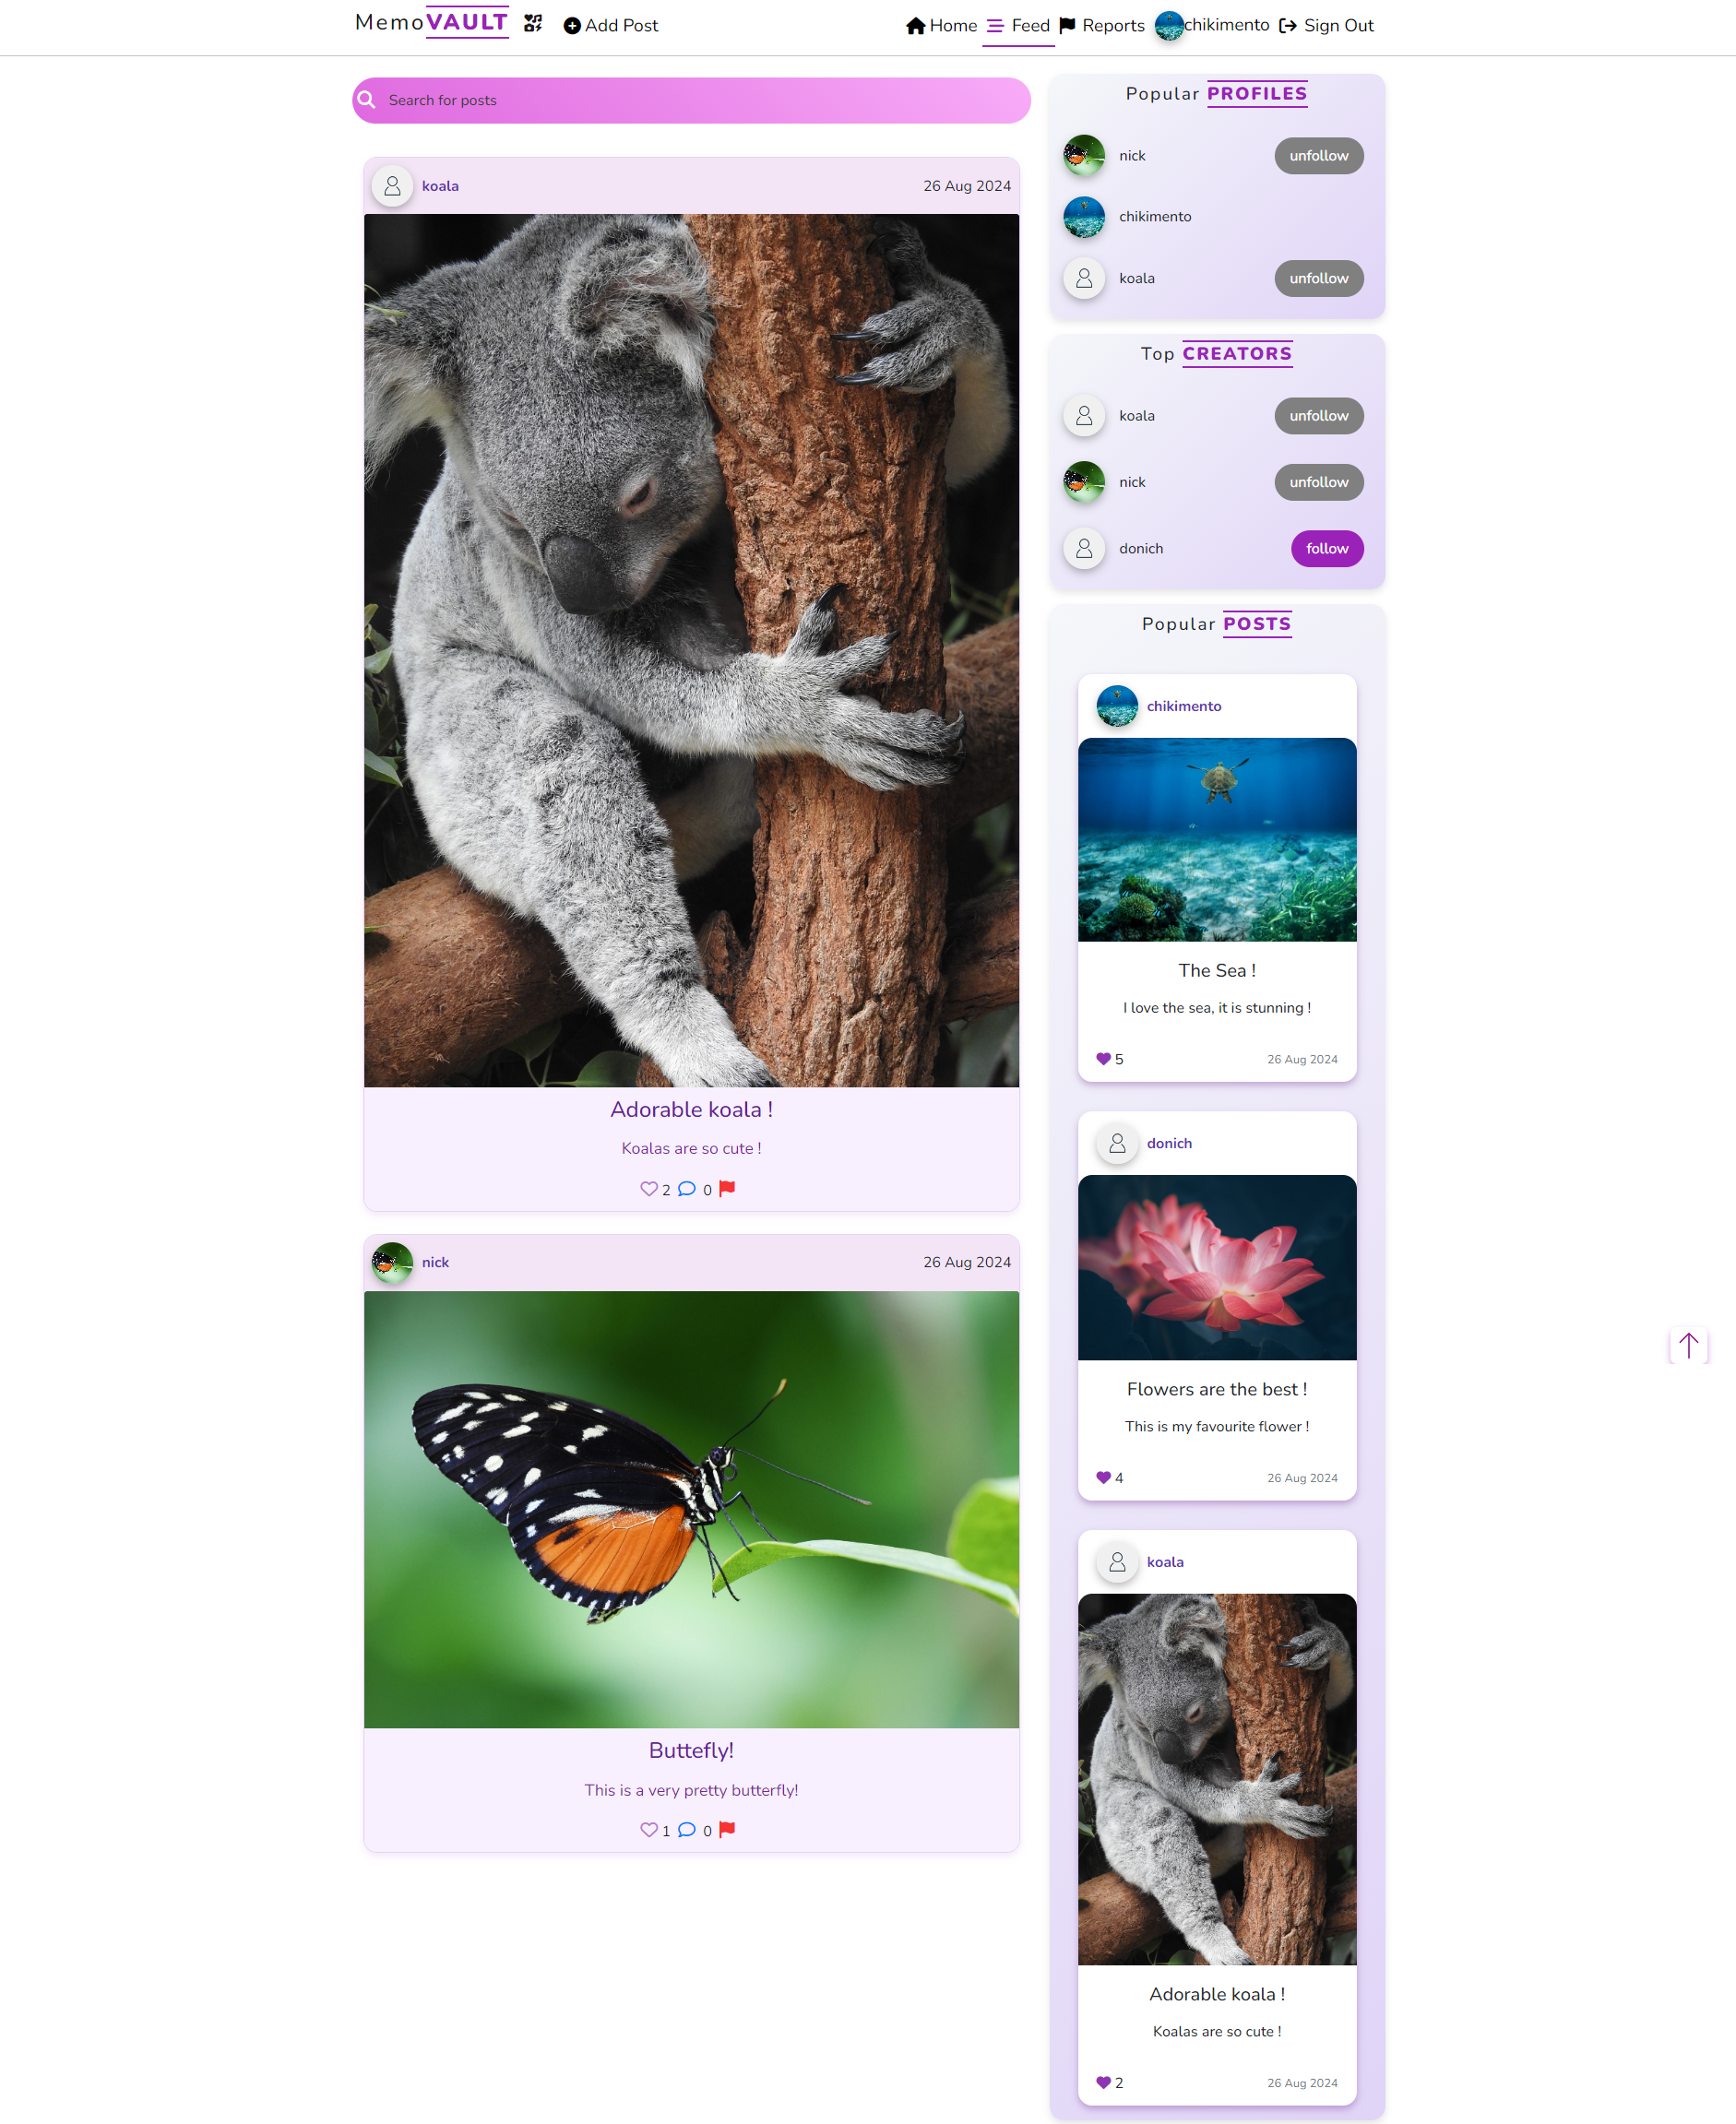 MemoVAULT Add Post Home Feed Reports chikimento Sign Out
Search for posts
koala 26 Aug 2024
Adorable koala !
Koalas are so cute !
2 0
nick 26 Aug 2024
Buttefly!
This is a very pretty butterfly!
1 0
Popular PROFILES
nick unfollow
chikimento
koala unfollow
Top CREATORS
koala unfollow
nick unfollow
donich follow
Popular POSTS
chikimento
The Sea !
I love the sea, it is stunning !
5 26 Aug 2024
donich
Flowers are the best !
This is my favourite flower !
4 26 Aug 2024
koala
Adorable koala !
Koalas are so cute !
2 26 Aug 2024